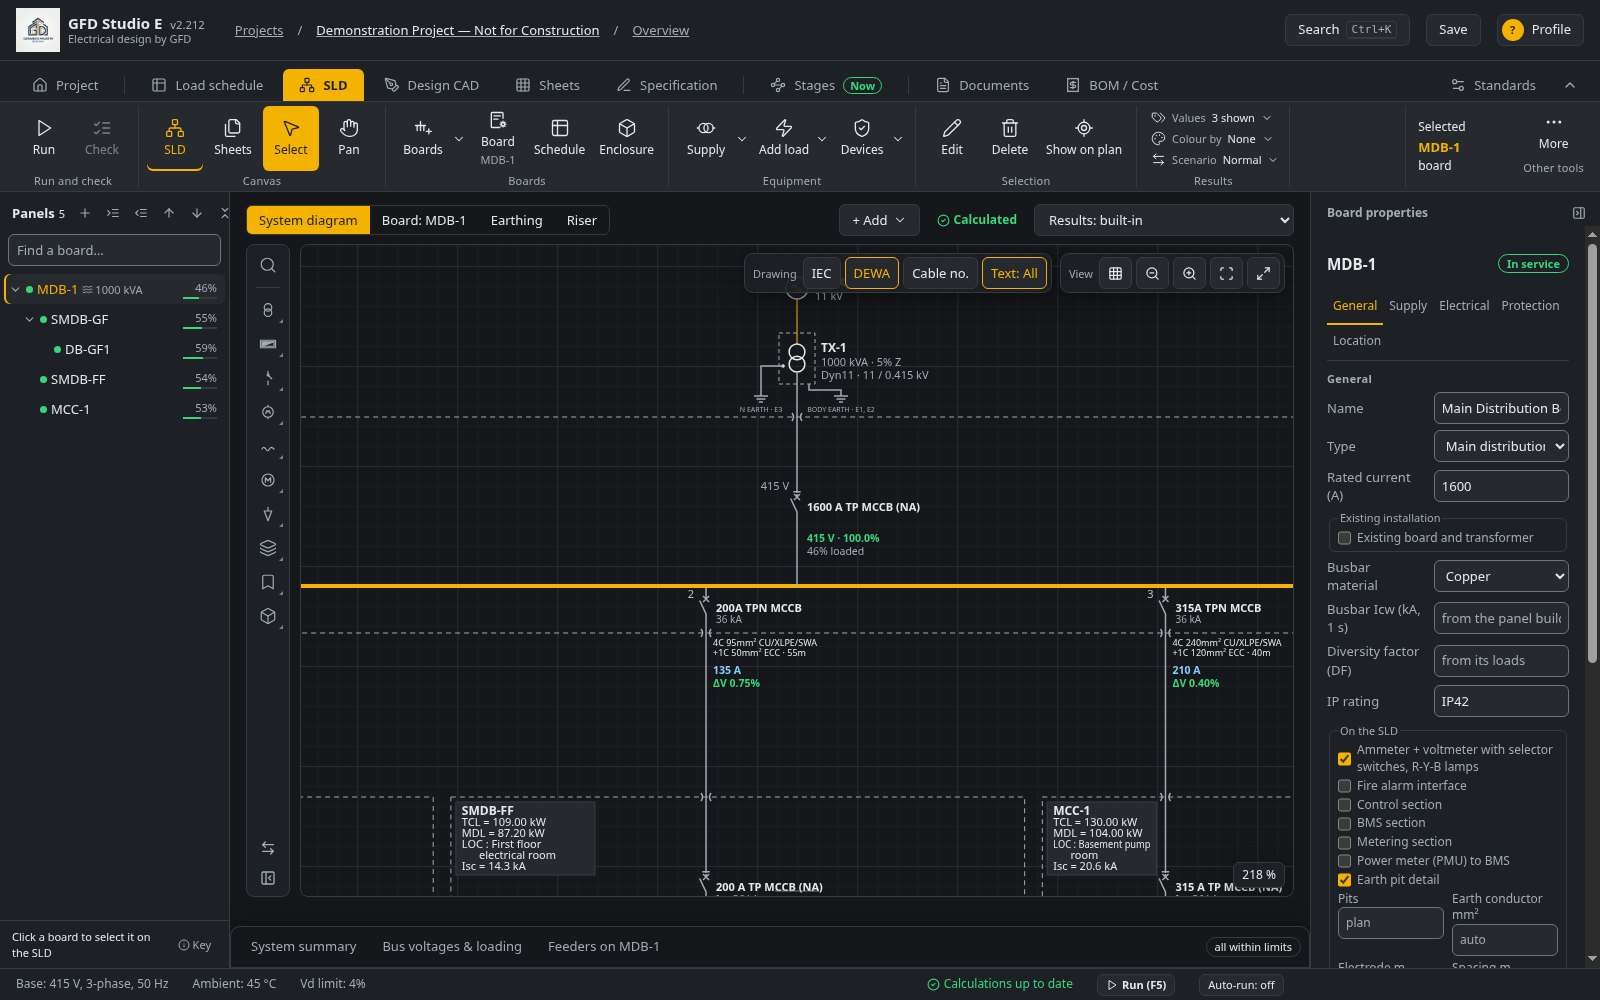 GFD Studio E v2.212
Electrical design by GFD
Projects / Demonstration Project — Not for Construction / Overview
Search Ctrl+K
Save
? Profile
Project
Load schedule
SLD
Design CAD
Sheets
Specification
Stages Now
Documents
BOM / Cost
Standards
Run
Check
Run and check
SLD
Sheets
Select
Pan
Canvas
Boards
Board
MDB-1
Schedule
Enclosure
Boards
Supply
Add load
Devices
Equipment
Edit
Delete
Show on plan
Selection
Values 3 shown
Colour by None
Scenario Normal
Results
Selected
MDB-1
board
More
Other tools
Panels 5
Find a board...
MDB-1 1000 kVA 46%
SMDB-GF 55%
DB-GF1 59%
SMDB-FF 54%
MCC-1 53%
Click a board to select it on
the SLD
Key
System diagram
Board: MDB-1
Earthing
Riser
+ Add
Calculated
Results: built-in
Drawing
IEC
DEWA
Cable no.
Text: All
View
11 kV
TX-1
1000 kVA · 5% Z
Dyn11 · 11 / 0.415 kV
N EARTH · E3
BODY EARTH · E1, E2
415 V
1600 A TP MCCB (NA)
415 V · 100.0%
46% loaded
2
200A TPN MCCB
36 kA
4C 95mm² CU/XLPE/SWA
+1C 50mm² ECC · 55m
135 A
ΔV 0.75%
3
315A TPN MCCB
36 kA
4C 240mm² CU/XLPE/SWA
+1C 120mm² ECC · 40m
210 A
ΔV 0.40%
SMDB-FF
TCL = 109.00 kW
MDL = 87.20 kW
LOC : First floor
electrical room
Isc = 14.3 kA
200 A TP MCCB (NA)
MCC-1
TCL = 130.00 kW
MDL = 104.00 kW
LOC : Basement pump
room
Isc = 20.6 kA
315 A TP MCCB (NA)
218 %
System summary
Bus voltages & loading
Feeders on MDB-1
all within limits
Board properties
MDB-1
In service
General
Supply
Electrical
Protection
Location
General
Name Main Distribution B
Type Main distribution
Rated current
(A)
1600
Existing installation
Existing board and transformer
Busbar
material
Copper
Busbar Icw (kA,
1 s)
from the panel build
Diversity factor
(DF)
from its loads
IP rating IP42
On the SLD
Ammeter + voltmeter with selector
switches, R-Y-B lamps
Fire alarm interface
Control section
BMS section
Metering section
Power meter (PMU) to BMS
Earth pit detail
Pits
plan
Earth conductor
mm²
auto
Electrode m
Spacing m
Base: 415 V, 3-phase, 50 Hz
Ambient: 45 °C
Vd limit: 4%
Calculations up to date
Run (F5)
Auto-run: off